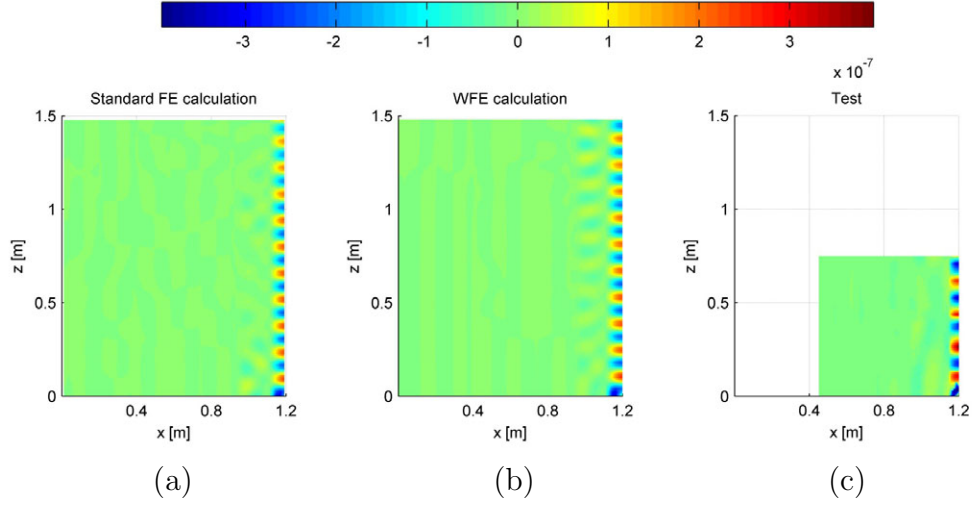 -3 -2 -1 0 1 2 3
x 10-7
Standard FE calculation WFE calculation Test
1.5 1.5 1.5
1 1 1
z [m] z [m] z [m]
0.5 0.5 0.5
0 0 0
0.4 0.8 1.2 0.4 0.8 1.2 0.4 0.8 1.2
x [m] x [m] x [m]
(a) (b) (c)